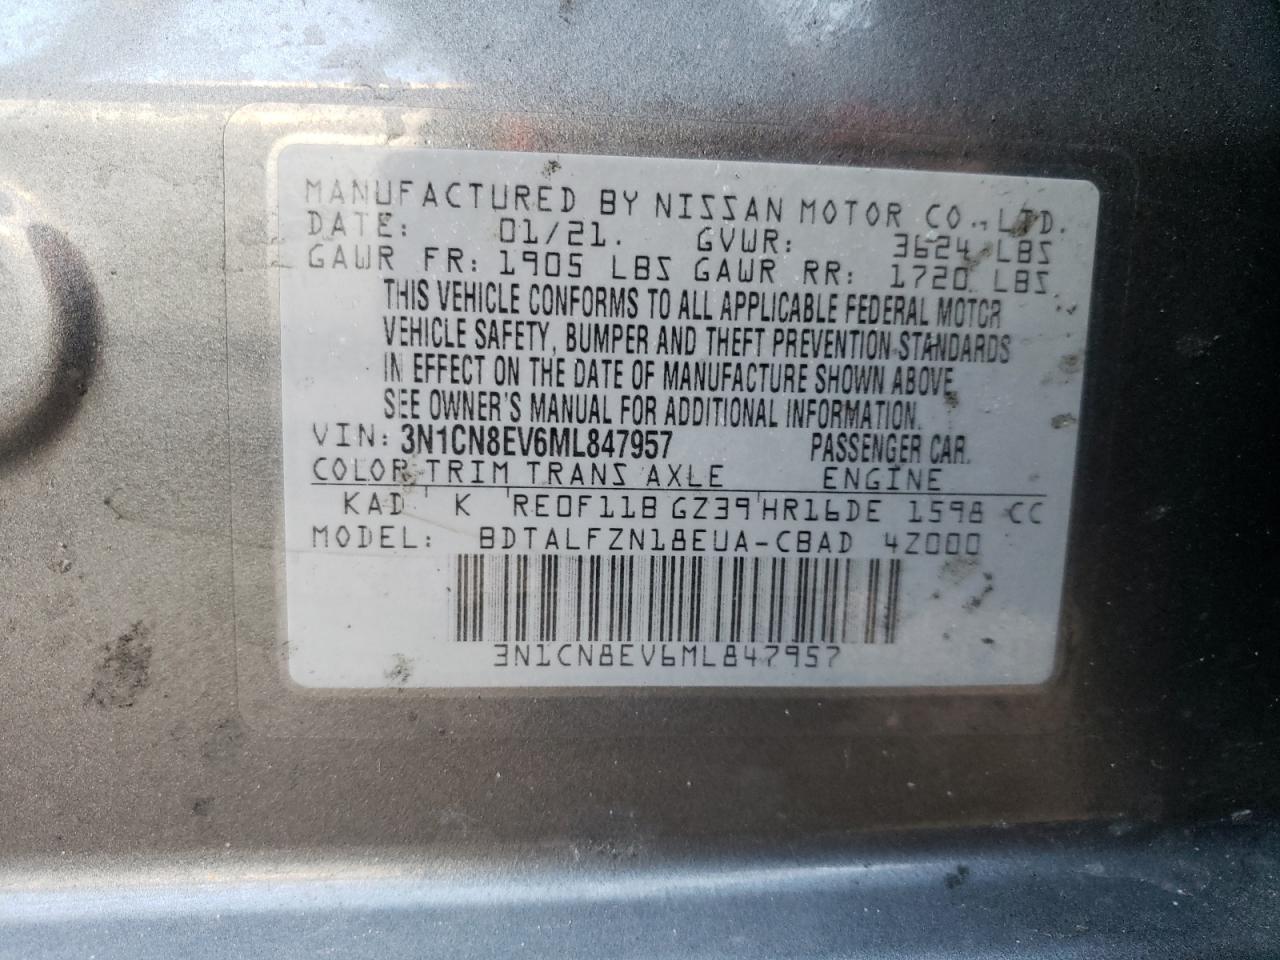 MANUFACTURED BY NISSAN MOTOR CO.,LTD.
DATE: 01/21. GVWR: 3624 LBS
GAWR FR: 1905 LBS GAWR RR: 1720 LBS
THIS VEHICLE CONFORMS TO ALL APPLICABLE FEDERAL MOTOR
VEHICLE SAFETY, BUMPER AND THEFT PREVENTION STANDARDS
IN EFFECT ON THE DATE OF MANUFACTURE SHOWN ABOVE.
SEE OWNER'S MANUAL FOR ADDITIONAL INFORMATION.
VIN: 3N1CN8EV6ML847957 PASSENGER CAR.
COLOR TRIM TRANS AXLE ENGINE
KAD K RE0F11B GZ39 HR16DE 1598 CC
MODEL: BDTALFZN18EUA-CBAD 4Z000
3N1CN8EV6ML847957